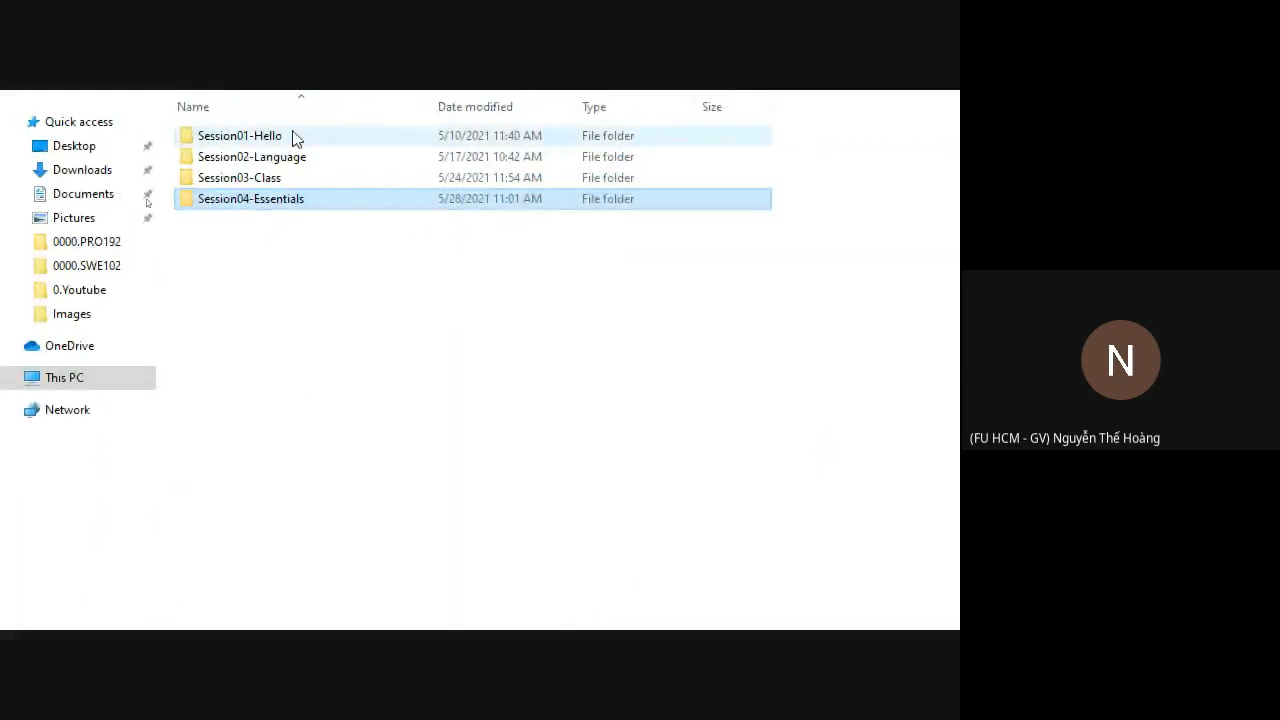 Name Date modified Type Size
Quick access
Desktop
Downloads
Documents
Pictures
0000.PRO192
0000.SWE102
0.Youtube
Images
OneDrive
This PC
Network
Session01-Hello 5/10/2021 11:40 AM File folder
Session02-Language 5/17/2021 10:42 AM File folder
Session03-Class 5/24/2021 11:54 AM File folder
Session04-Essentials 5/28/2021 11:01 AM File folder
N
(FU HCM - GV) Nguyễn Thế Hoàng